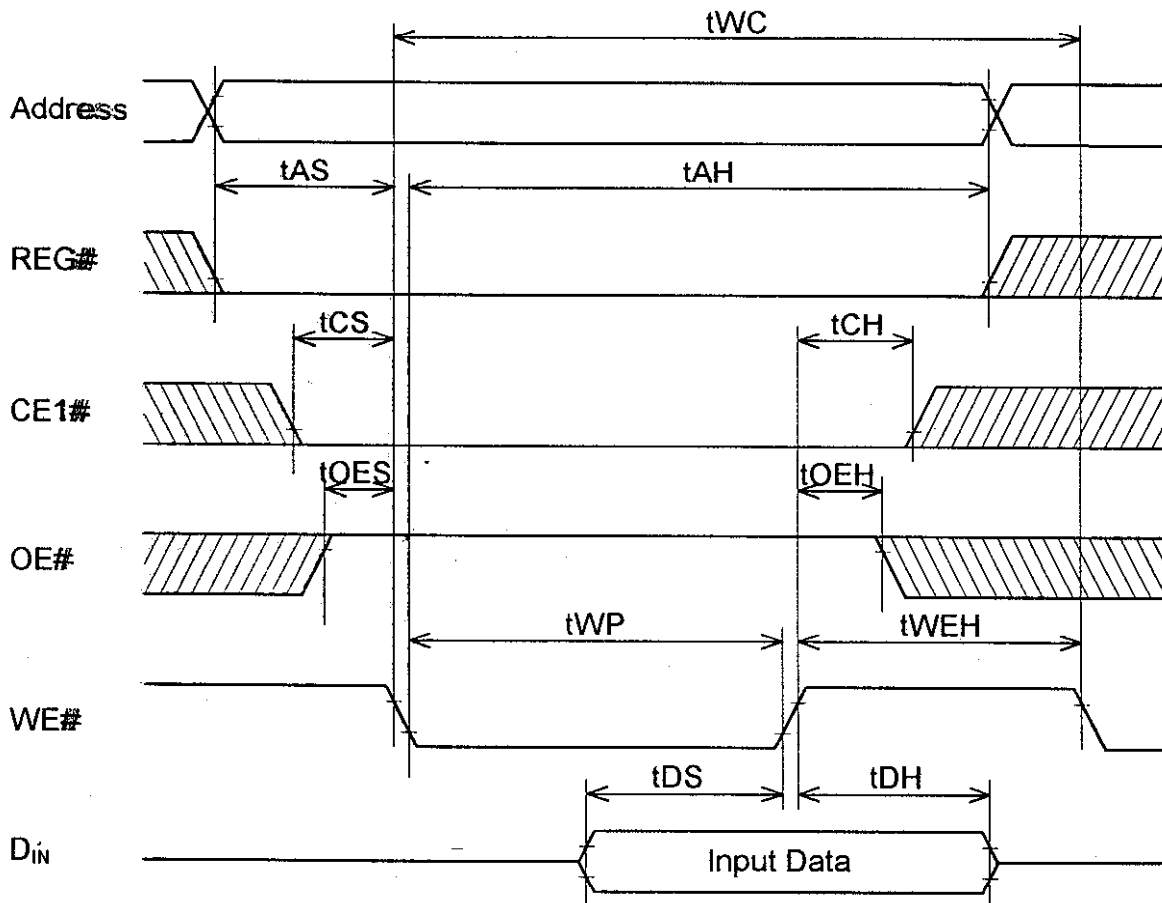 tWC
Address
tAS
tAH
REG#
tCS
tCH
CE1#
tOES
tOEH
OE#
tWP
tWEH
WE#
tDS
tDH
DIN
Input Data